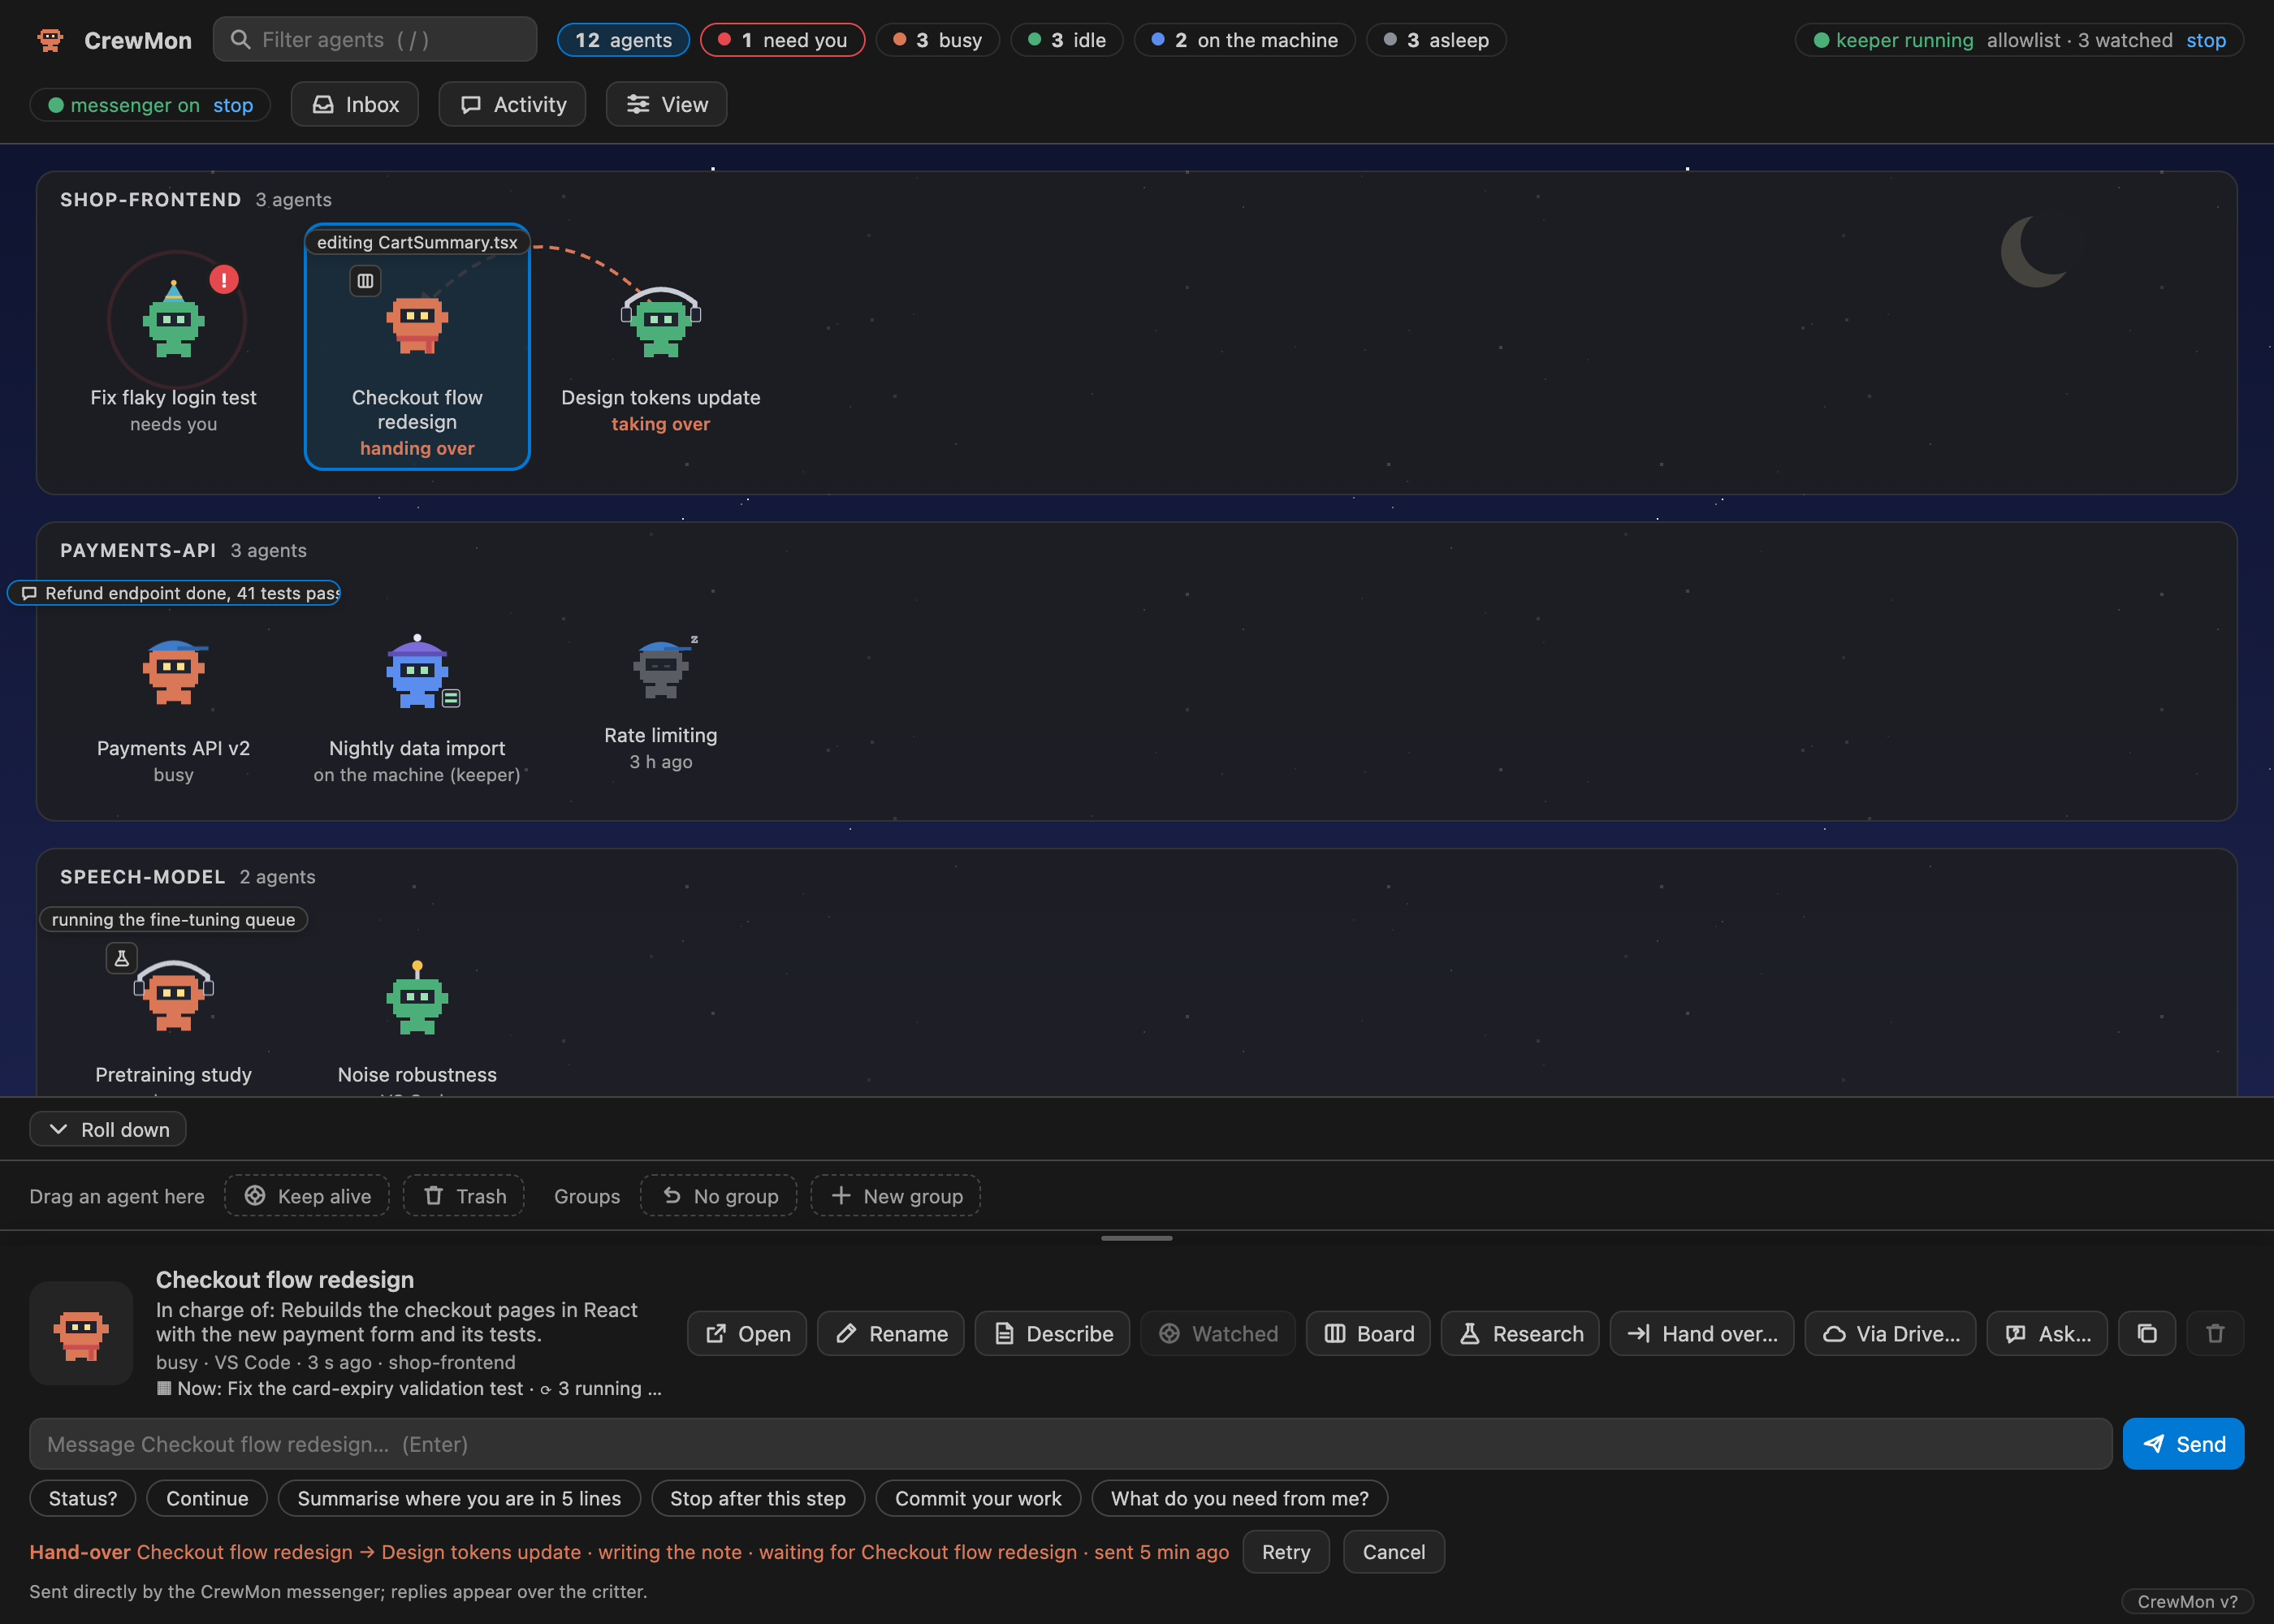 CrewMon
Filter agents ( / )
12 agents
1 need you
3 busy
3 idle
2 on the machine
3 asleep
keeper running allowlist · 3 watched stop
messenger on stop
Inbox
Activity
View
SHOP-FRONTEND 3 agents
editing CartSummary.tsx
!
Fix flaky login test
needs you
Checkout flow
redesign
handing over
Design tokens update
taking over
PAYMENTS-API 3 agents
Refund endpoint done, 41 tests pass
z
Payments API v2
busy
Nightly data import
on the machine (keeper)
Rate limiting
3 h ago
SPEECH-MODEL 2 agents
running the fine-tuning queue
Pretraining study
Noise robustness
Roll down
Drag an agent here
Keep alive
Trash
Groups
No group
New group
Checkout flow redesign
In charge of: Rebuilds the checkout pages in React
with the new payment form and its tests.
busy · VS Code · 3 s ago · shop-frontend
Now: Fix the card-expiry validation test · ⟳ 3 running ...
Open
Rename
Describe
Watched
Board
Research
Hand over...
Via Drive...
Ask...
Message Checkout flow redesign... (Enter)
Send
Status?
Continue
Summarise where you are in 5 lines
Stop after this step
Commit your work
What do you need from me?
Hand-over Checkout flow redesign → Design tokens update · writing the note · waiting for Checkout flow redesign · sent 5 min ago
Retry
Cancel
Sent directly by the CrewMon messenger; replies appear over the critter.
CrewMon v?